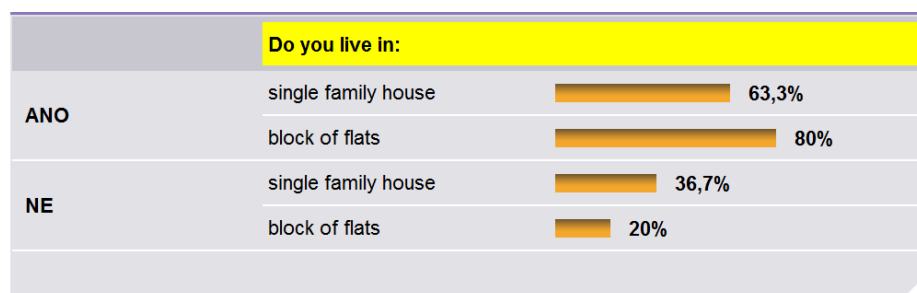 Do you live in:
ANO
single family house 63,3%
block of flats 80%
NE
single family house 36,7%
block of flats 20%